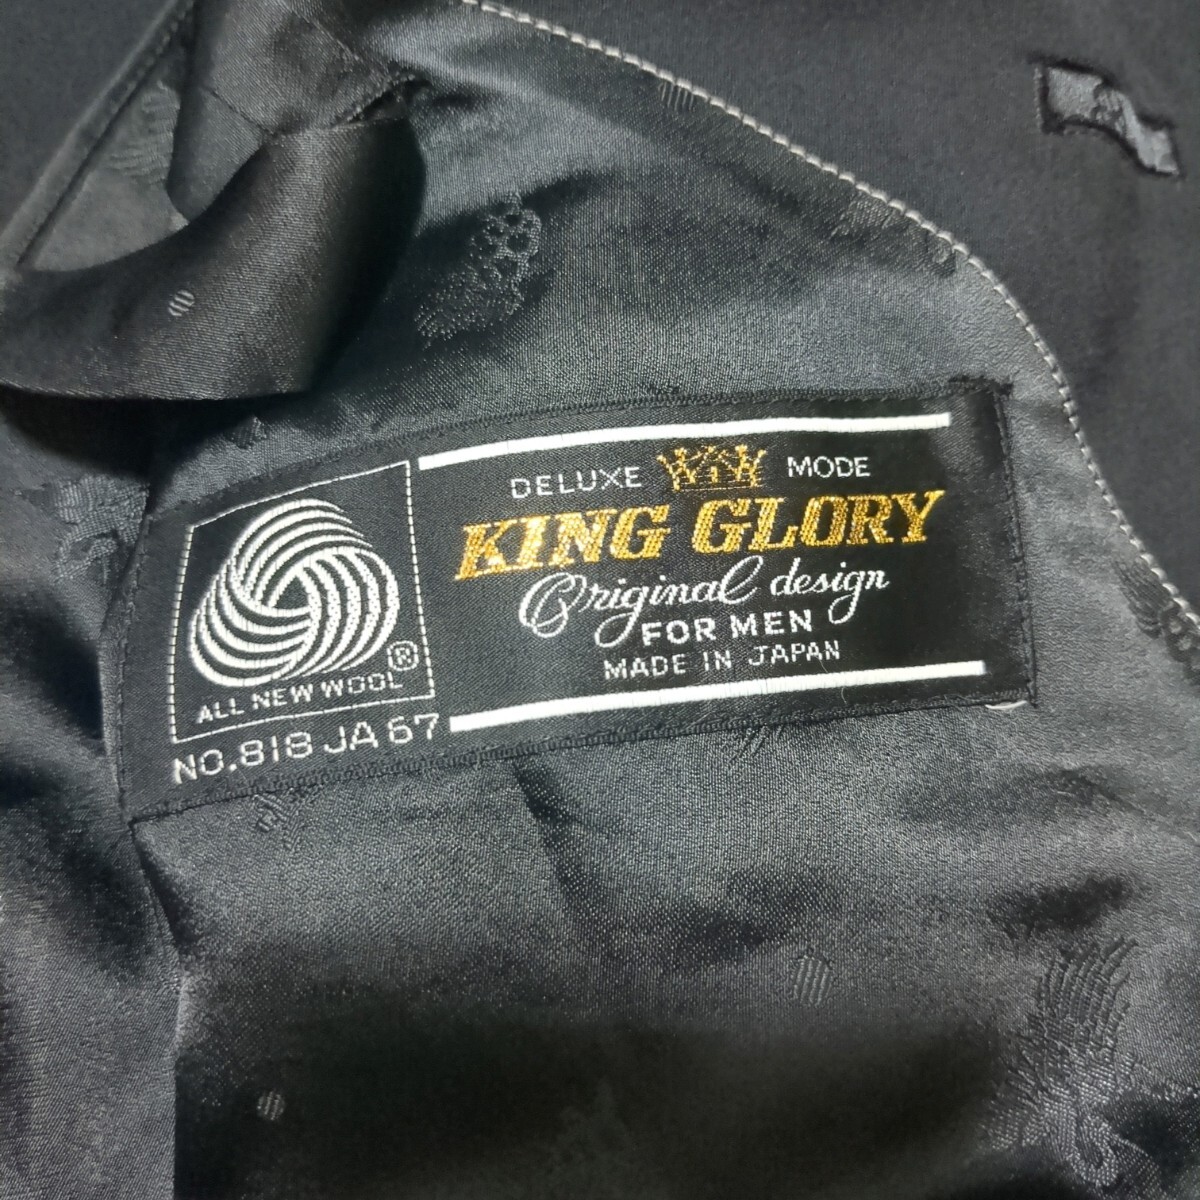 DELUXE MODE
KING GLORY
Original design
FOR MEN
MADE IN JAPAN
®
ALL NEW WOOL
NO.818 JA 67